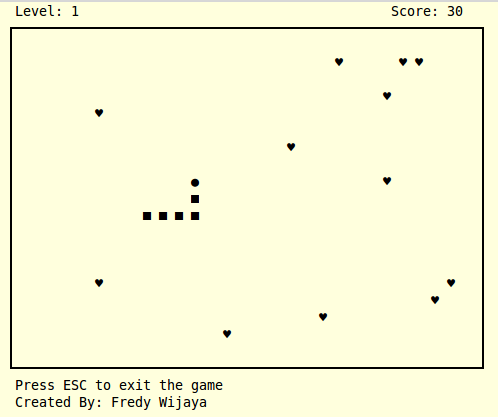 Level: 1
Score: 30
Press ESC to exit the game
Created By: Fredy Wijaya